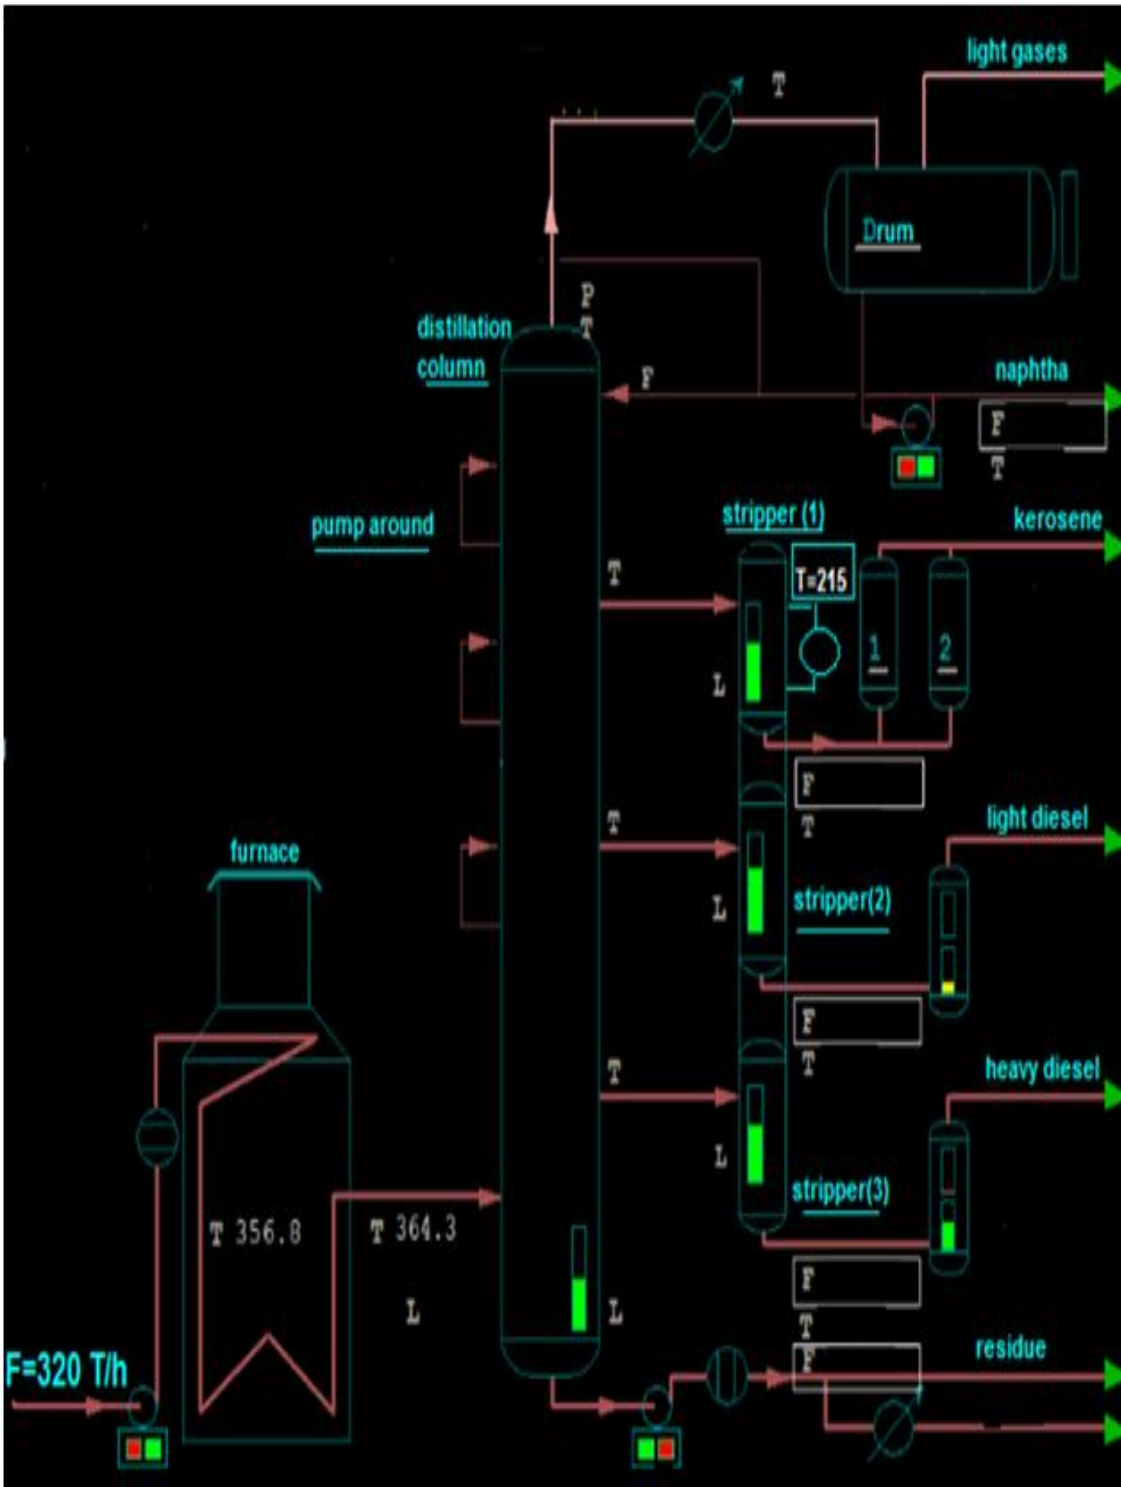 light gases
T
Drum
P
T
distillation
column
F
naphtha
F
T
stripper (1)
kerosene
pump around
T
T=215
1
2
L
F
T
T
light diesel
furnace
stripper(2)
L
F
T
T
heavy diesel
L
stripper(3)
T 356.8
T 364.3
L
L
F
T
F
residue
F=320 T/h